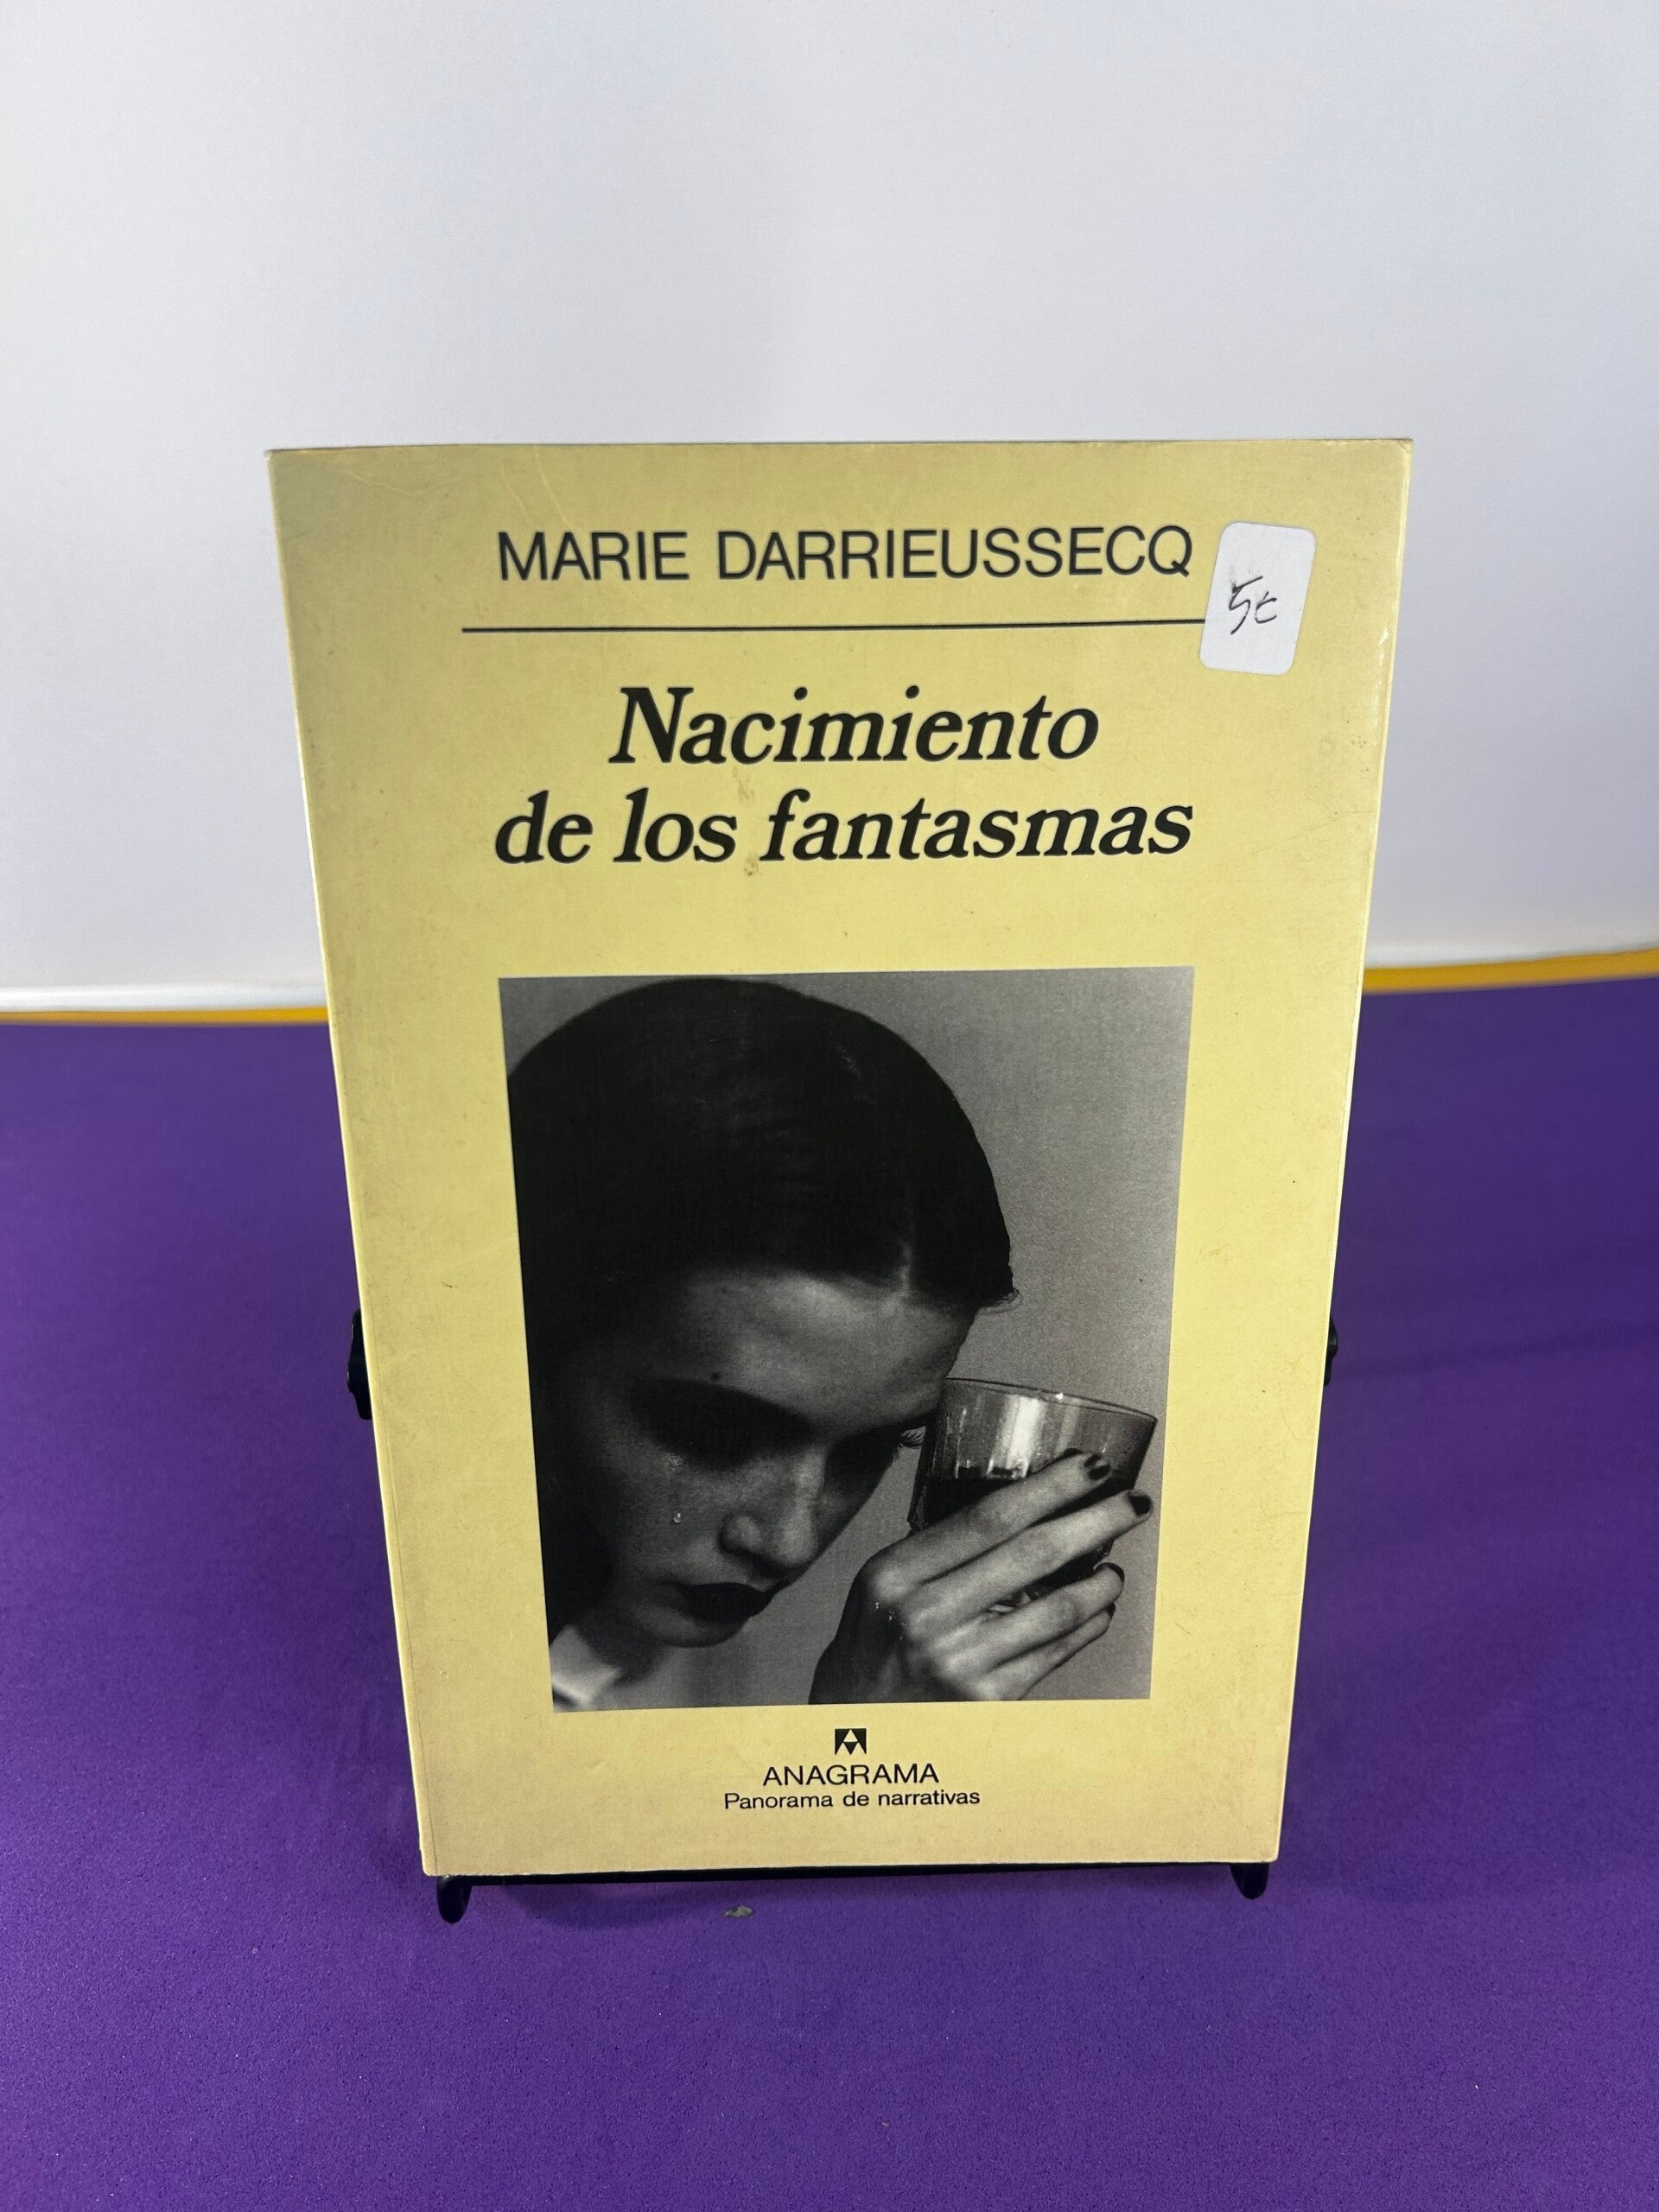 MARIE DARRIEUSSECQ
5€
Nacimiento
de los fantasmas
ANAGRAMA
Panorama de narrativas